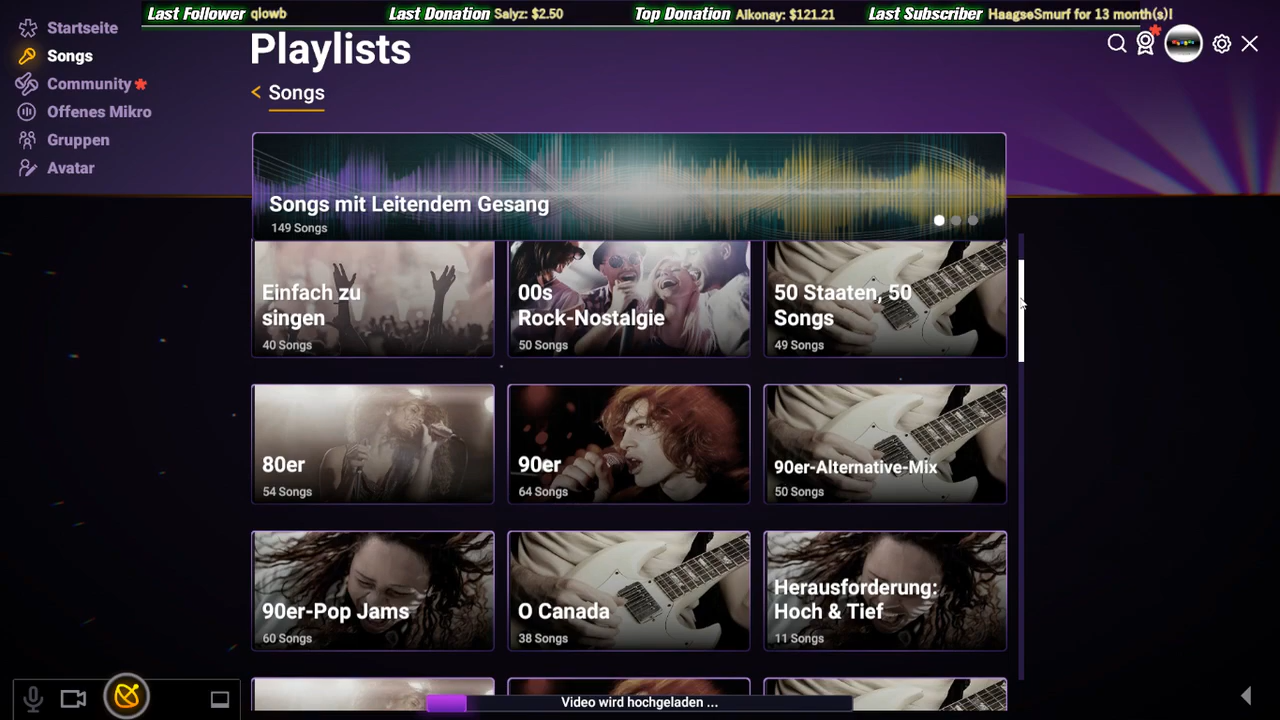 Last Follower qlowb Last Donation Salyz: $2.50 Top Donation Alkonay: $121.21 Last Subscriber HaagseSmurf for 13 month(s)!
Startseite
Songs
Community
Offenes Mikro
Gruppen
Avatar
Playlists
Songs
Songs mit Leitendem Gesang
149 Songs
Einfach zu
singen
40 Songs
00s
Rock-Nostalgie
50 Songs
50 Staaten, 50
Songs
49 Songs
80er
54 Songs
90er
64 Songs
90er-Alternative-Mix
50 Songs
90er-Pop Jams
60 Songs
O Canada
38 Songs
Herausforderung:
Hoch & Tief
11 Songs
Video wird hochgeladen ...